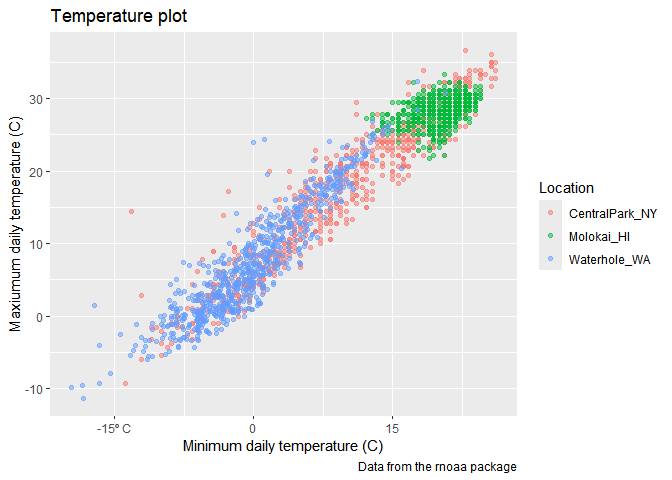 Temperature plot
Maxiumum daily temperature (C)
30
20
10
0
-10
-15º C
0
15
Minimum daily temperature (C)
Data from the rnoaa package
Location
CentralPark_NY
Molokai_HI
Waterhole_WA